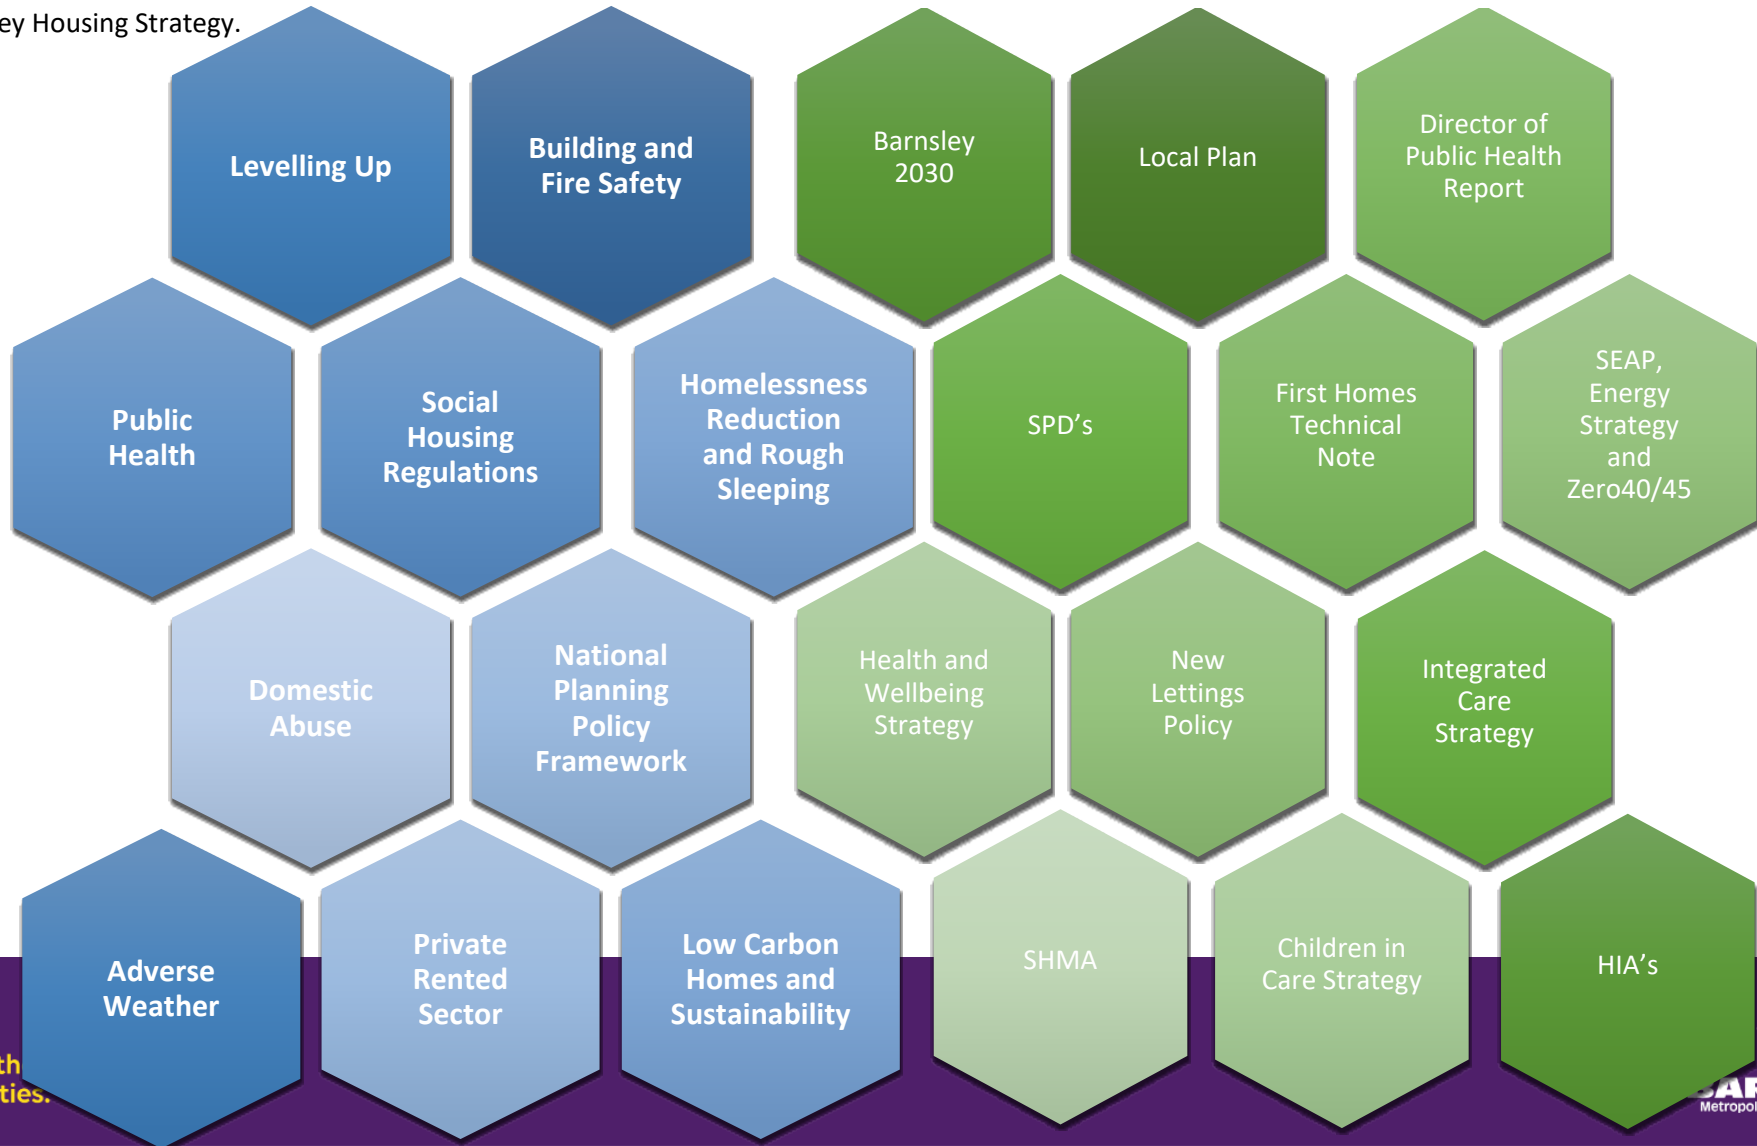 ey Housing Strategy.
Levelling Up
Building and
Fire Safety
Barnsley
2030
Local Plan
Director of
Public Health
Report
Public
Health
Social
Housing
Regulations
Homelessness
Reduction
and Rough
Sleeping
SPD’s
First Homes
Technical
Note
SEAP,
Energy
Strategy
and
Zero40/45
Domestic
Abuse
National
Planning
Policy
Framework
Health and
Wellbeing
Strategy
New
Lettings
Policy
Integrated
Care
Strategy
Adverse
Weather
Private
Rented
Sector
Low Carbon
Homes and
Sustainability
SHMA
Children in
Care Strategy
HIA’s
th
ties.
BAR
Metropol